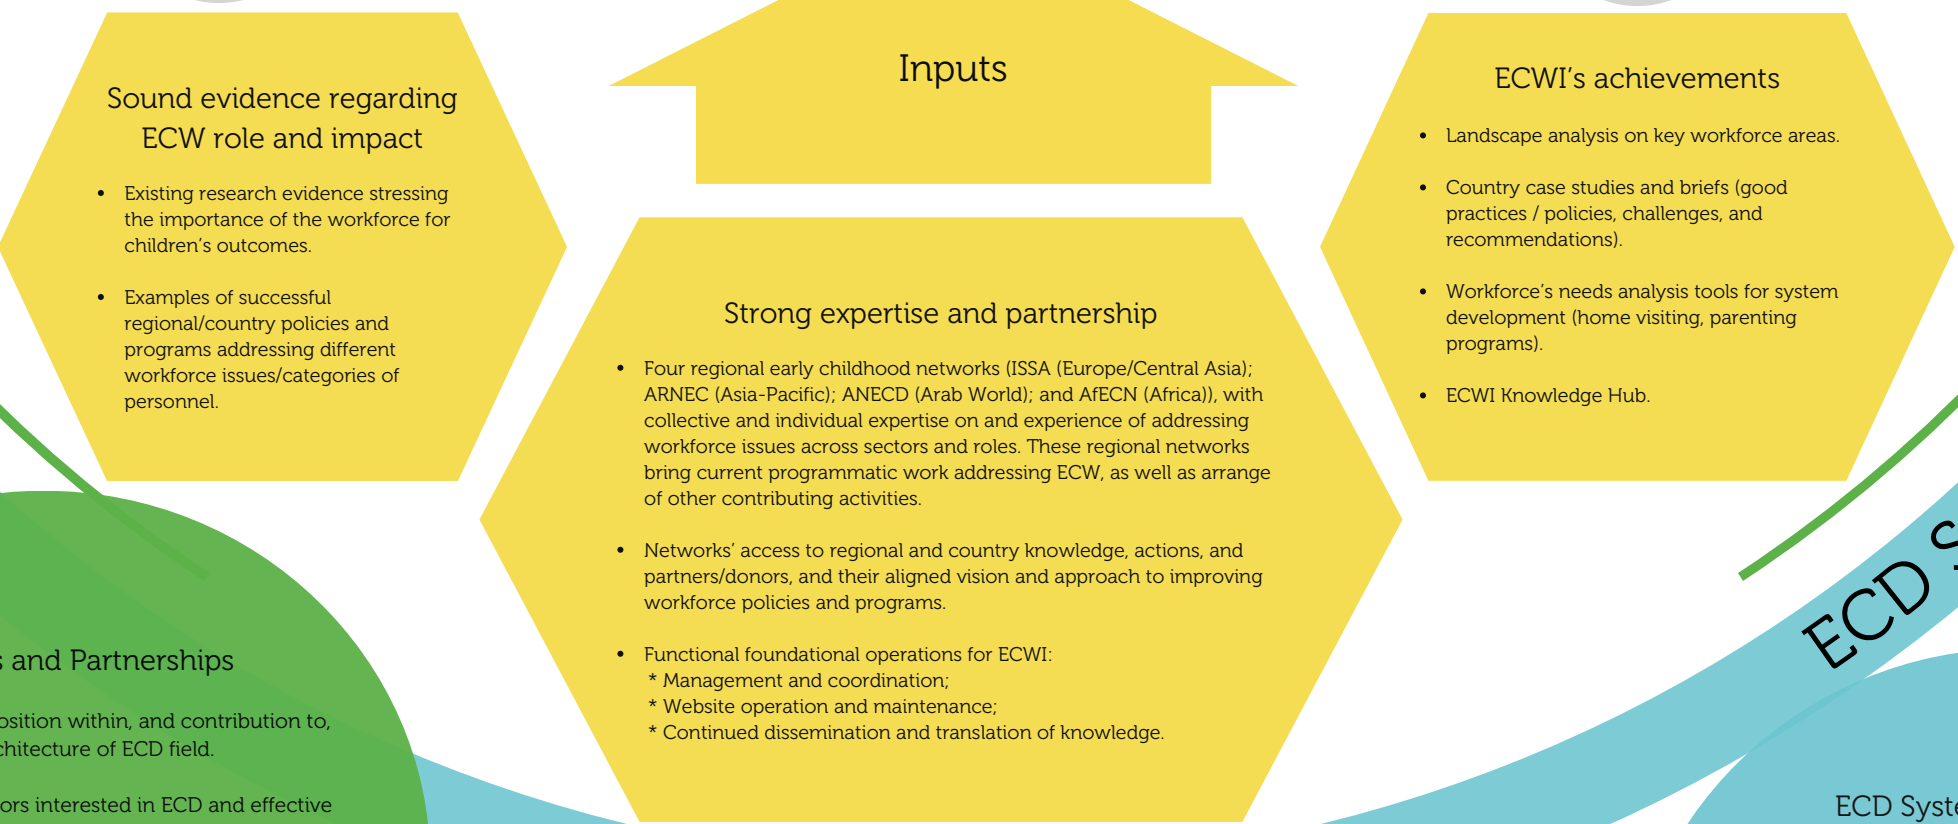 Inputs
Sound evidence regarding
ECW role and impact
• Existing research evidence stressing
the importance of the workforce for
children's outcomes.
• Examples of successful
regional/country policies and
programs addressing different
workforce issues/categories of
personnel.
Strong expertise and partnership
• Four regional early childhood networks (ISSA (Europe/Central Asia);
ARNEC (Asia-Pacific); ANECD (Arab World); and AfECN (Africa)), with
collective and individual expertise on and experience of addressing
workforce issues across sectors and roles. These regional networks
bring current programmatic work addressing ECW, as well as arrange
of other contributing activities.
• Networks' access to regional and country knowledge, actions, and
partners/donors, and their aligned vision and approach to improving
workforce policies and programs.
• Functional foundational operations for ECWI:
* Management and coordination;
* Website operation and maintenance;
* Continued dissemination and translation of knowledge.
ECWI's achievements
• Landscape analysis on key workforce areas.
• Country case studies and briefs (good
practices / policies, challenges, and
recommendations).
• Workforce's needs analysis tools for system
development (home visiting, parenting
programs).
• ECWI Knowledge Hub.
and Partnerships
within, and contribution to,
of ECD field.
interested in ECD and effective
ECD
ECD